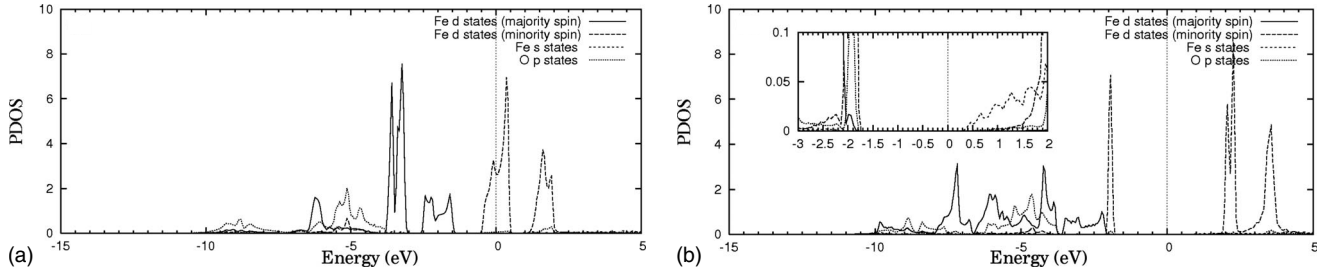 10
8
6
4
2
0
PDOS
Fe d states (majority spin)
Fe d states (minority spin)
Fe s states
O p states
-15
-10
-5
0
5
Energy (eV)
(a)
10
8
6
4
2
0
PDOS
Fe d states (majority spin)
Fe d states (minority spin)
Fe s states
O p states
0.1
0.05
0
-3
-2.5
-2
-1.5
-1
-0.5
0
0.5
1
1.5
2
-15
-10
-5
0
5
Energy (eV)
(b)